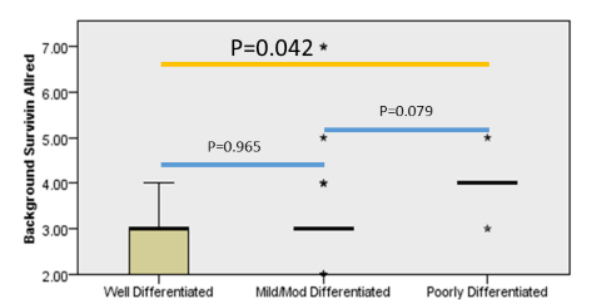 Background Survivin Allred
7.00
6.00
5.00
4.00
3.00
2.00
P=0.042
P=0.079
P=0.965
Well Differentiated
Mild/Mod Differentiated
Poorly Differentiated